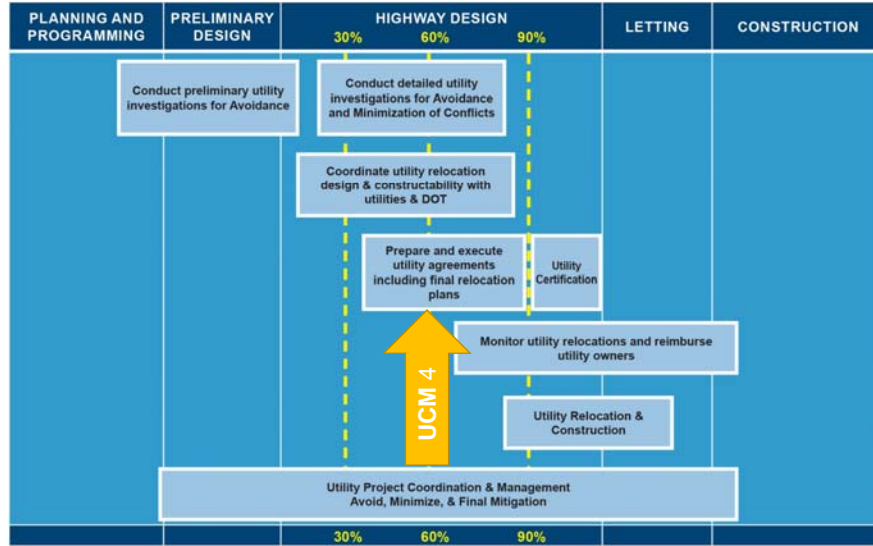 PLANNING AND
PROGRAMMING
PRELIMINARY
DESIGN
HIGHWAY DESIGN
30% 60% 90%
LETTING
CONSTRUCTION
Conduct preliminary utility
investigations for Avoidance
Conduct detailed utility
investigations for Avoidance
and Minimization of Conflicts
Coordinate utility relocation
design & constructability with
utilities & DOT
Prepare and execute
utility agreements
including final relocation
plans
Utility
Certification
Monitor utility relocations and reimburse
utility owners
UCM 4
Utility Relocation &
Construction
Utility Project Coordination & Management
Avoid, Minimize, & Final Mitigation
30% 60% 90%